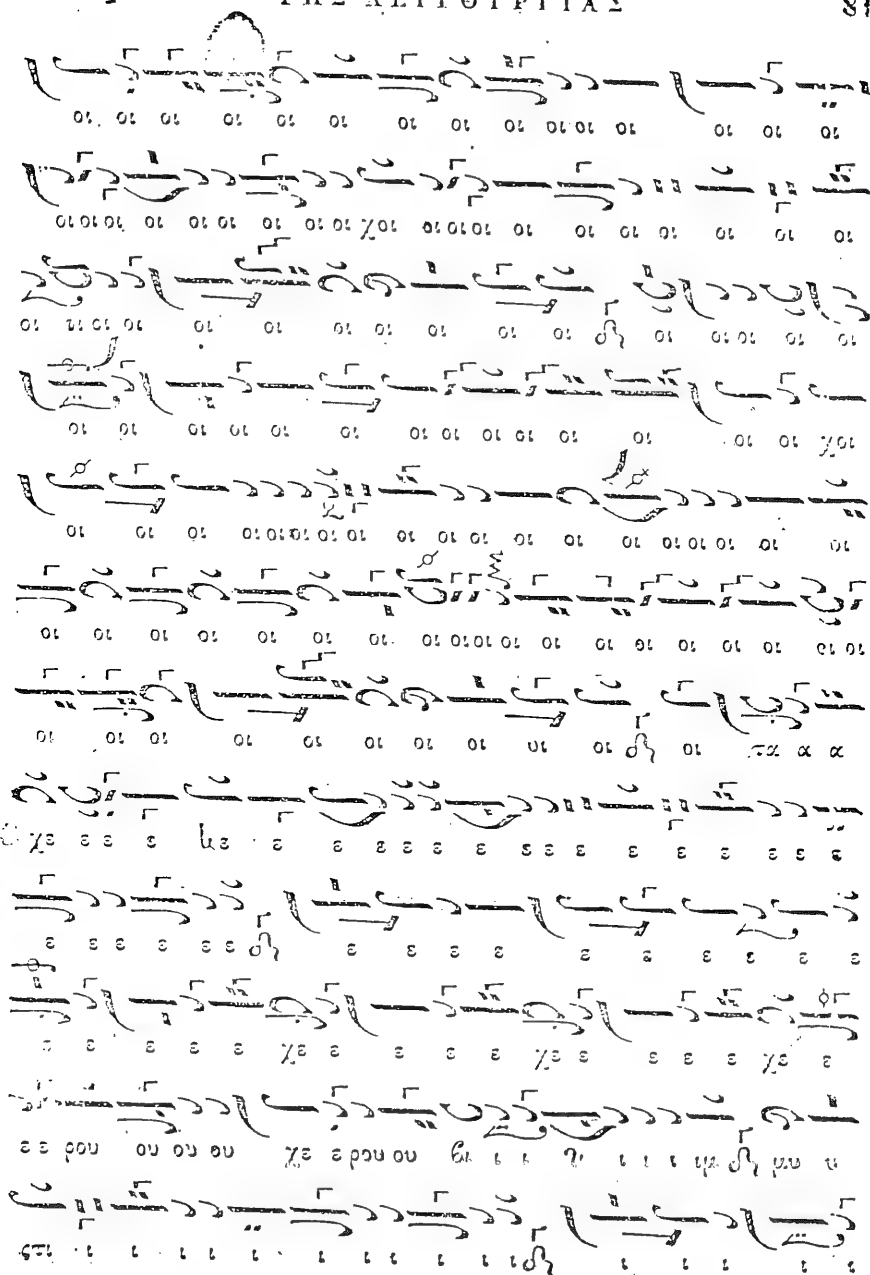 ΤΗΣ ΛΕΙΤΟΥΡΓΙΑΣ 87
οι οι οι οι οι οι οι οι οι οι οι οι οι οι οι
οι οι οι οι οι οι οι οι οι χοι οι οι οι οι οι οι οι οι οι οι
οι οι οι οι οι οι οι οι οι οι οι οι οι οι οι οι
οι οι οι οι οι οι οι οι οι οι οι οι οι οι χοι
οι οι οι οι οι οι οι οι οι οι οι οι οι οι οι οι οι οι οι
οι οι οι οι οι οι οι οι οι οι οι οι οι οι οι οι οι οι οι
οι οι οι οι οι οι οι οι οι οι οι τα α α
χε ε ε ε νε ε ε ε ε ε ε ε ε ε ε ε ε ε ε ε
ε ε ε ε ε ε ε ε ε ε ε ε ε ε ε ε
ε ε ε ε ε χε ε ε ε ε χε ε ε ε ε χε ε
ε ε ρου ου ου ου ου χε ε ρου ου βι ι ι ι ι ι ι
ι ι ι ι ι ι ι ι ι ι ι ι ι ι ι ι